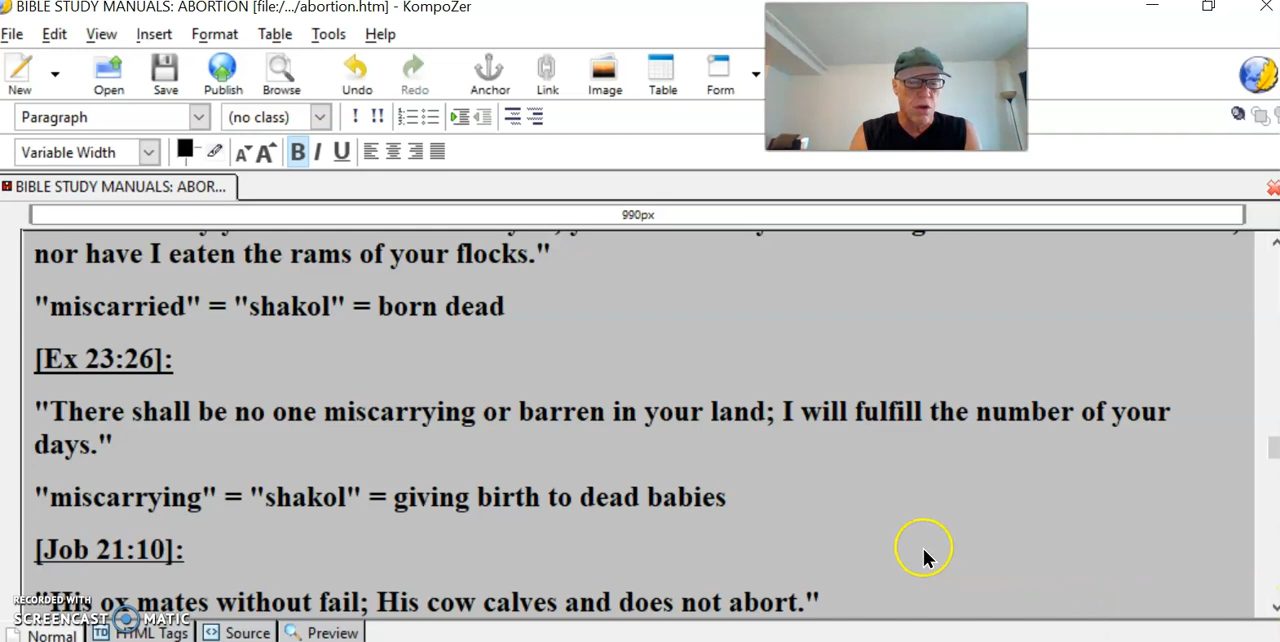 BIBLE STUDY MANUALS: ABORTION [file:/.../abortion.htm] - KompoZer
File Edit View Insert Format Table Tools Help
New Open Save Publish Browse Undo Redo Anchor Link Image Table Form
Paragraph (no class) ! !!
Variable Width A A B I U
BIBLE STUDY MANUALS: ABOR...
990px
nor have I eaten the rams of your flocks."
"miscarried" = "shakol" = born dead
[Ex 23:26]:
"There shall be no one miscarrying or barren in your land; I will fulfill the number of your
days."
"miscarrying" = "shakol" = giving birth to dead babies
[Job 21:10]:
"His ox mates without fail; His cow calves and does not abort."
RECORDED WITH
SCREENCAST MATIC
Normal TD HTML Tags Source Preview